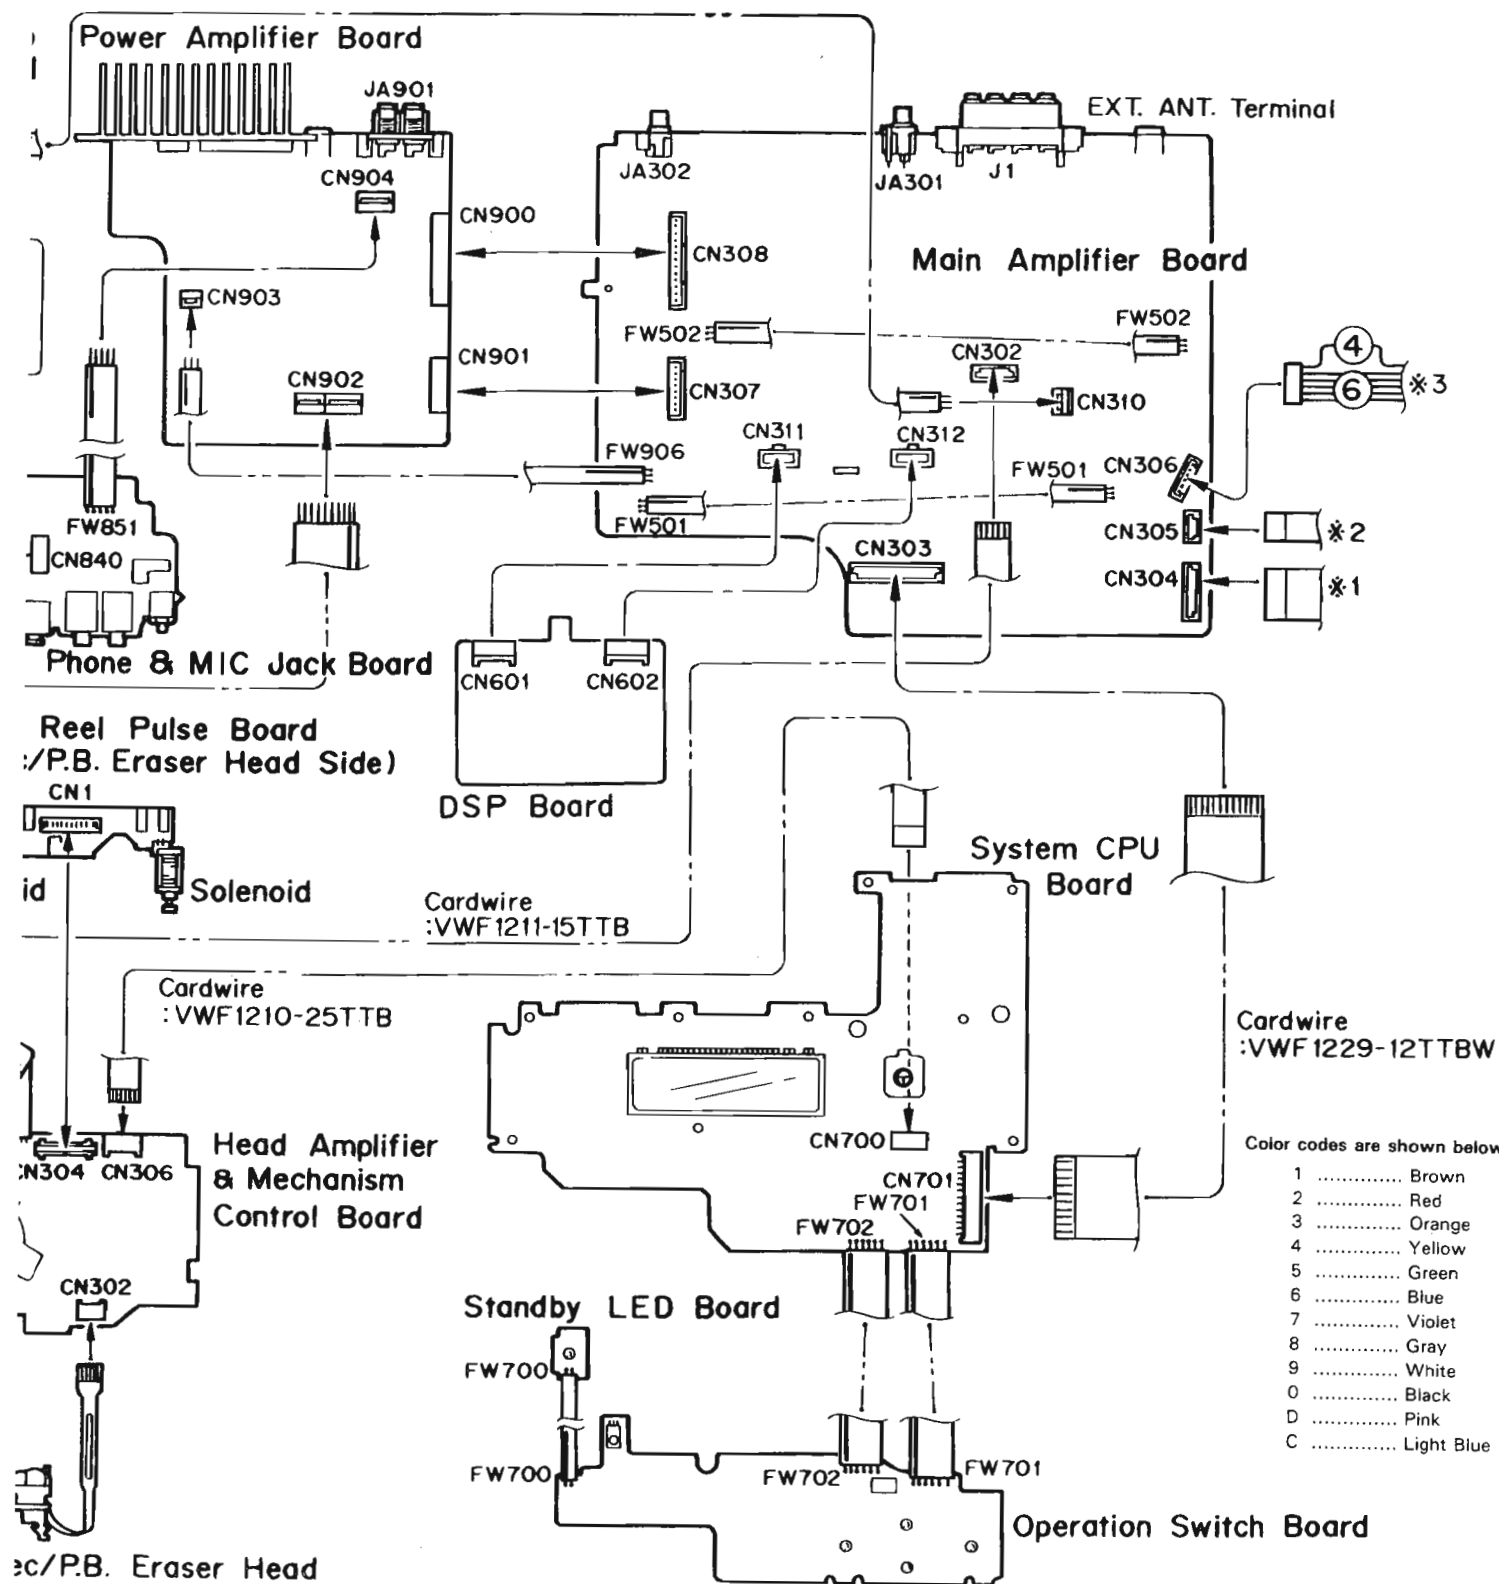 Power Amplifier Board
JA901
EXT. ANT. Terminal
JA302
JA301
J1
CN904
CN900
CN308
Main Amplifier Board
CN903
FW502
FW502
CN302
4
CN901
CN902
CN307
CN310
6
※3
CN311
CN312
FW906
FW501
CN306
FW851
FW501
CN305
※2
CN840
CN303
CN304
※1
Phone & MIC Jack Board
CN601
CN602
Reel Pulse Board
:/P.B. Eraser Head Side)
CN1
DSP Board
System CPU
Board
id
Solenoid
Cardwire
:VWF1211-15TTB
Cardwire
:VWF1210-25TTB
Cardwire
:VWF1229-12TTBW
CN700
Head Amplifier
& Mechanism
Control Board
CN304
CN306
CN701
FW701
FW702
Color codes are shown below
1 ............. Brown
2 ............. Red
3 ............. Orange
4 ............. Yellow
5 ............. Green
6 ............. Blue
7 ............. Violet
8 ............. Gray
9 ............. White
0 ............. Black
D ............. Pink
C ............. Light Blue
CN302
Standby LED Board
FW700
FW700
FW702
FW701
Operation Switch Board
ec/P.B. Eraser Head